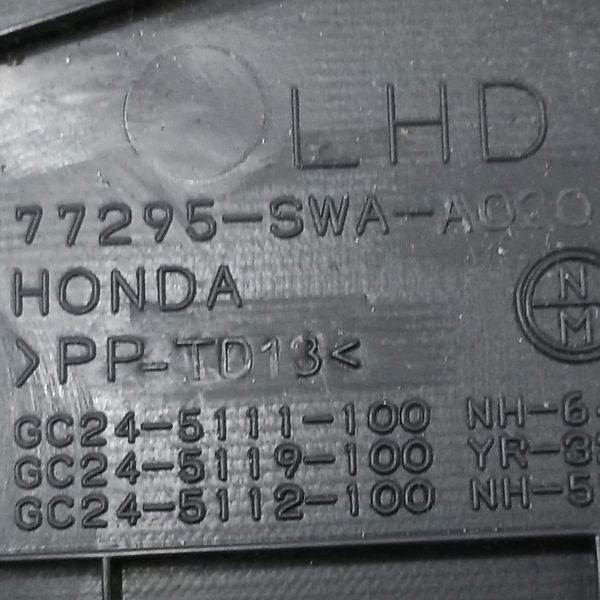 LHD
77295-SWA-A020
HONDA
N
M
>PP-TD13<
GC24-5111-100 NH-6
GC24-5119-100 YR-3
GC24-5112-100 NH-5